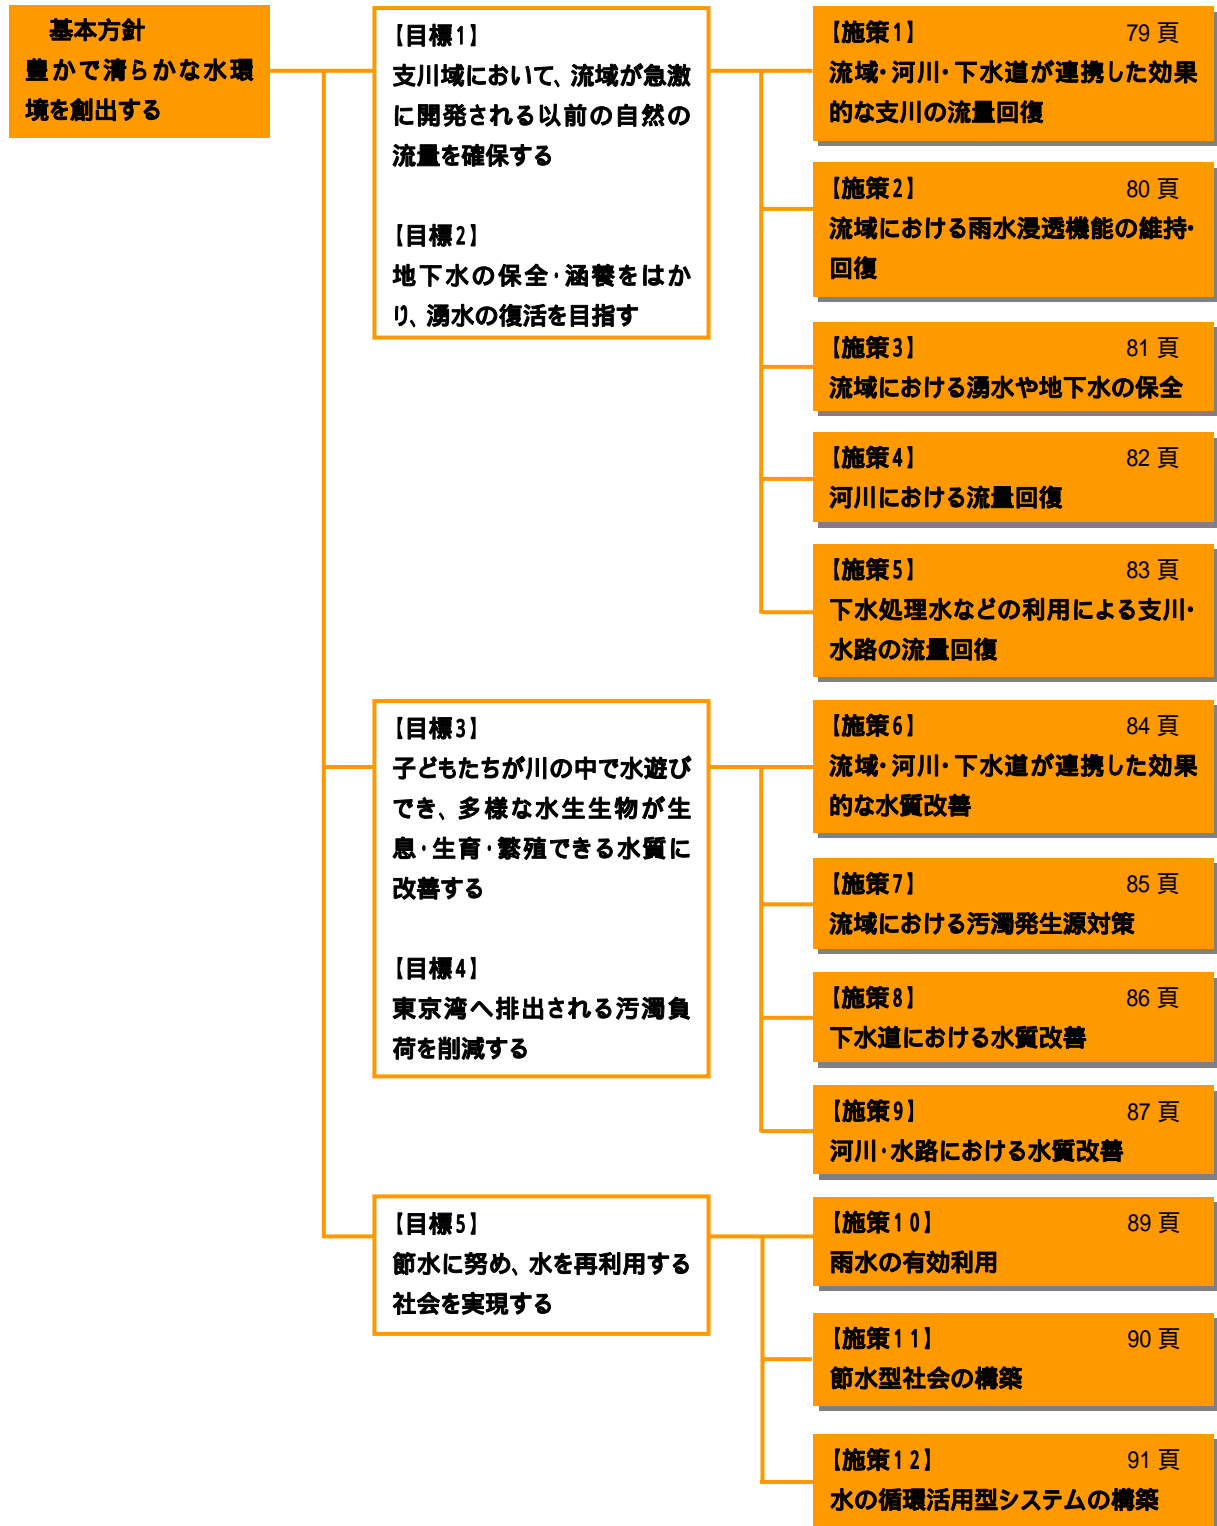 基本方針
豊かで清らかな水環
境を創出する
【目標1】
支川域において、流域が急激
に開発される以前の自然の
流量を確保する
【目標2】
地下水の保全・涵養をはか
り、湧水の復活を目指す
【施策1】 79 頁
流域・河川・下水道が連携した効果
的な支川の流量回復
【施策2】 80 頁
流域における雨水浸透機能の維持・
回復
【施策3】 81 頁
流域における湧水や地下水の保全
【施策4】 82 頁
河川における流量回復
【施策5】 83 頁
下水処理水などの利用による支川・
水路の流量回復
【目標3】
子どもたちが川の中で水遊び
でき、多様な水生生物が生
息・生育・繁殖できる水質に
改善する
【目標4】
東京湾へ排出される汚濁負
荷を削減する
【施策6】 84 頁
流域・河川・下水道が連携した効果
的な水質改善
【施策7】 85 頁
流域における汚濁発生源対策
【施策8】 86 頁
下水道における水質改善
【施策9】 87 頁
河川・水路における水質改善
【目標5】
節水に努め、水を再利用する
社会を実現する
【施策10】 89 頁
雨水の有効利用
【施策11】 90 頁
節水型社会の構築
【施策12】 91 頁
水の循環活用型システムの構築